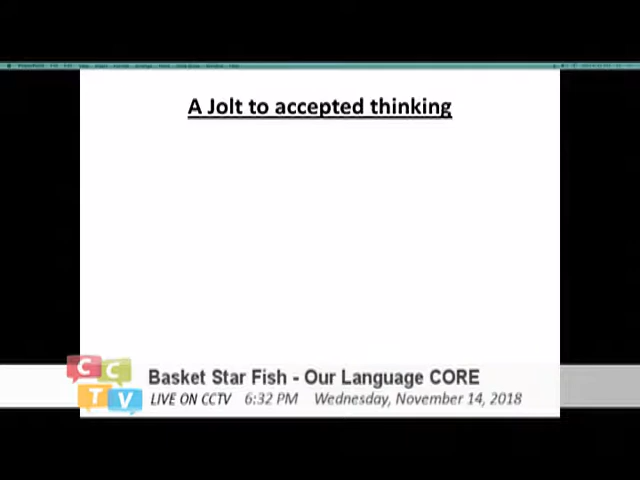 A Jolt to accepted thinking
C C
T V
Basket Star Fish - Our Language CORE
LIVE ON CCTV 6:32 PM Wednesday, November 14, 2018